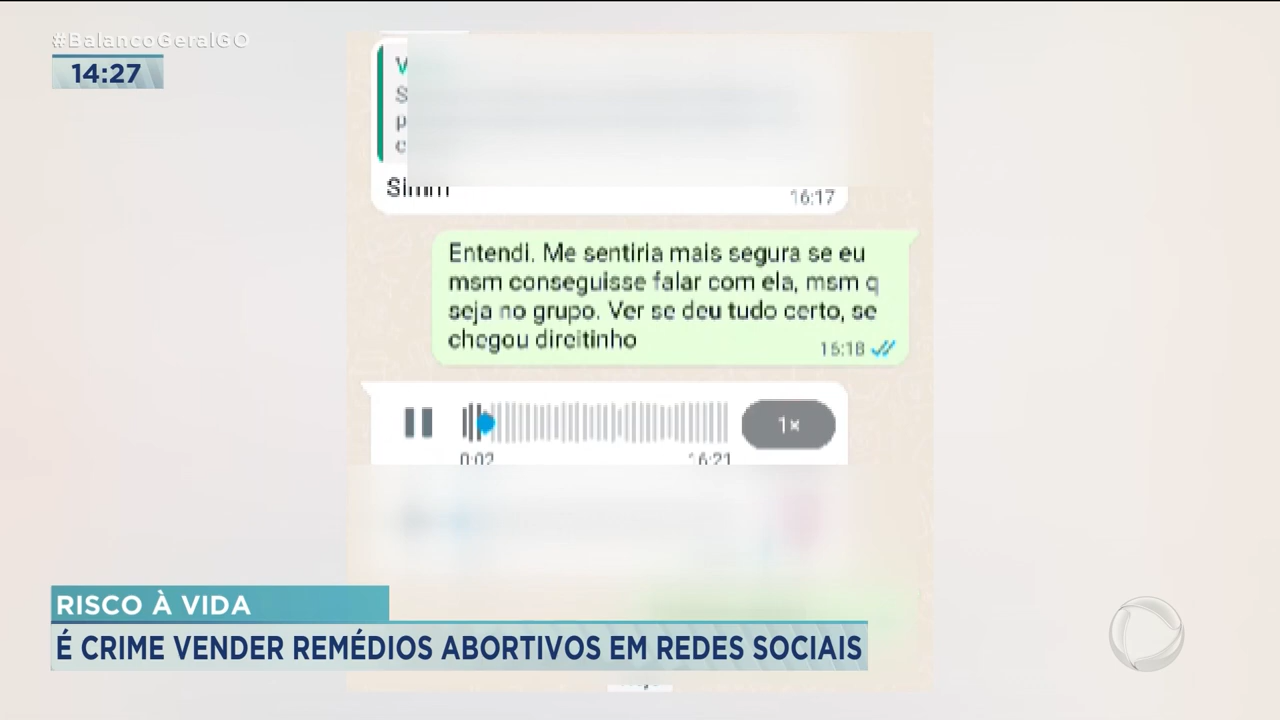 #BalancoGeralGO
14:27
Simm
16:17
Entendi. Me sentiria mais segura se eu
msm conseguisse falar com ela, msm q
seja no grupo. Ver se deu tudo certo, se
chegou direitinho
16:18
1×
0:02
16:21
RISCO À VIDA
É CRIME VENDER REMÉDIOS ABORTIVOS EM REDES SOCIAIS